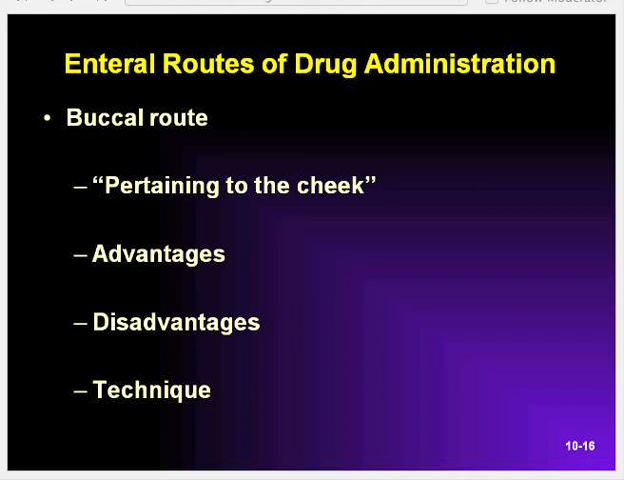 Enteral Routes of Drug Administration
• Buccal route
– “Pertaining to the cheek”
– Advantages
– Disadvantages
– Technique
10-16